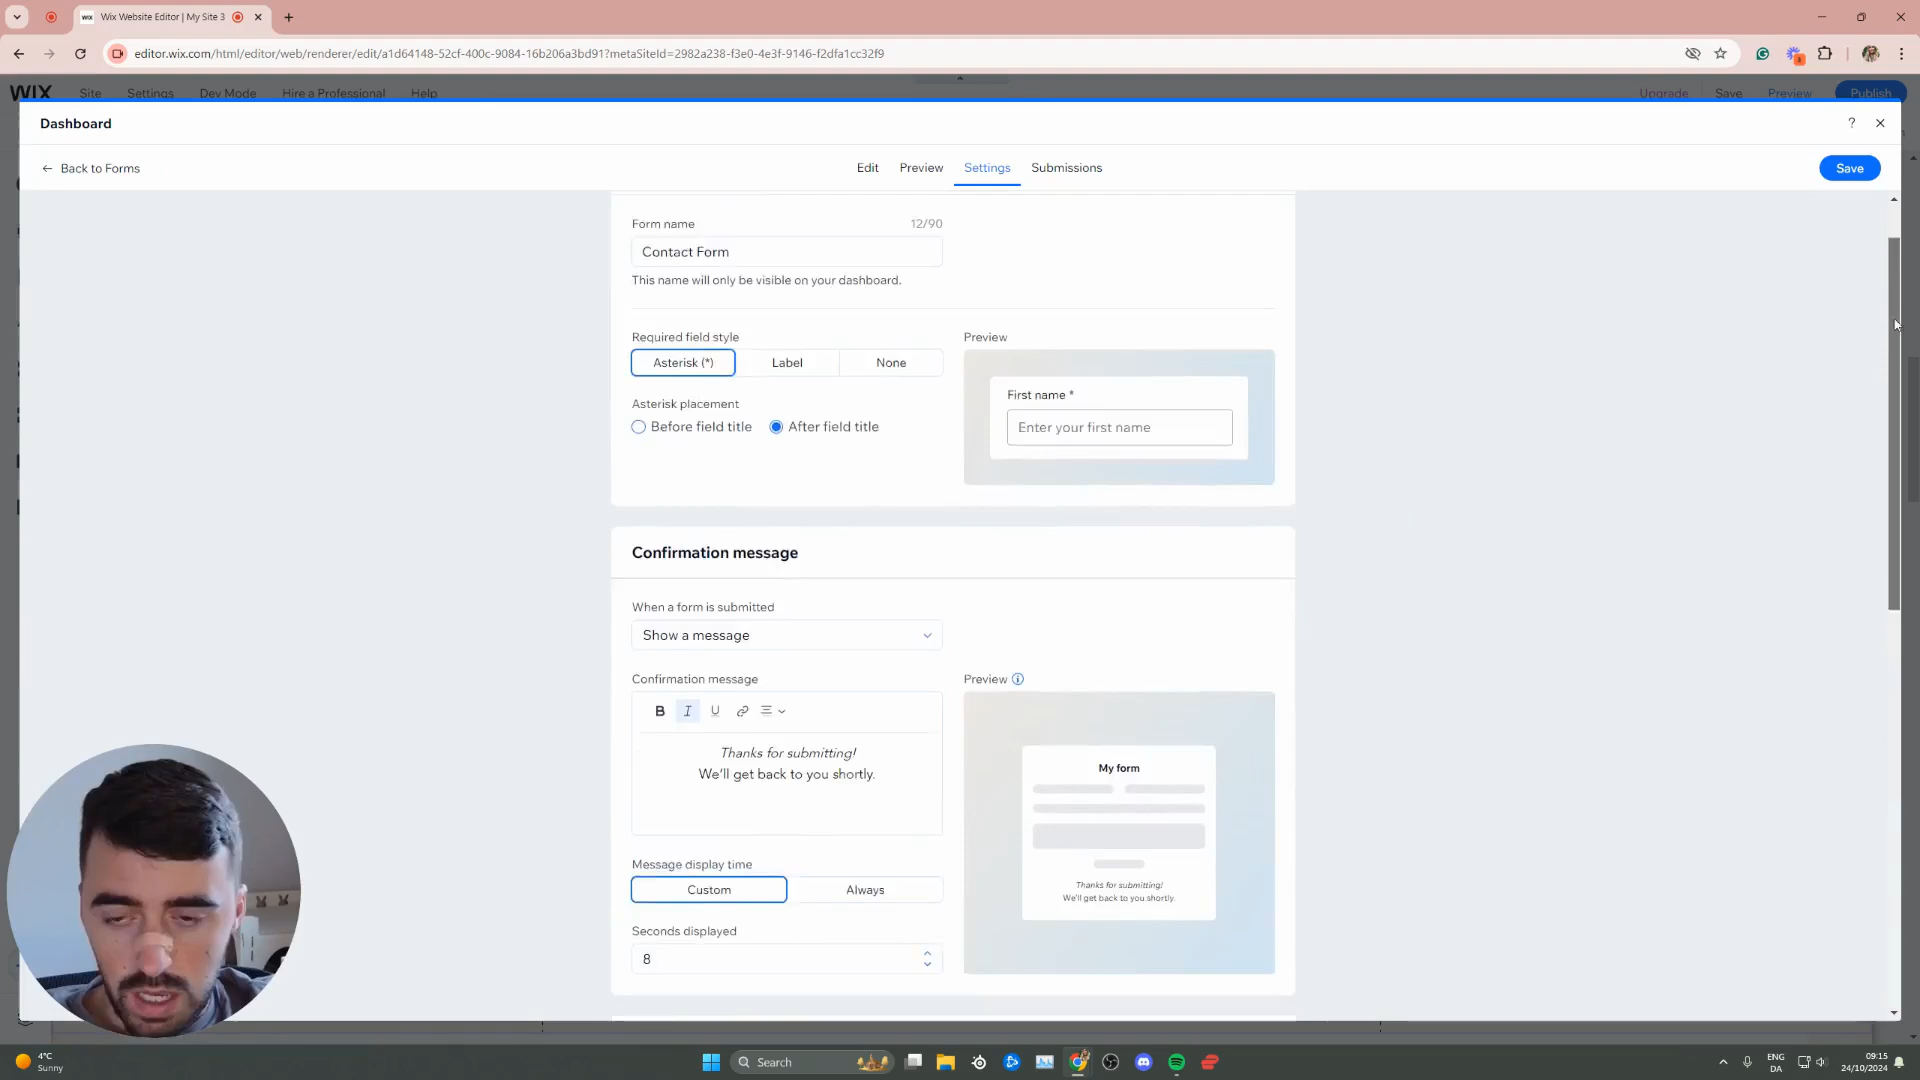 WIX Wix Website Editor | My Site 3
editor.wix.com/html/editor/web/renderer/edit/a1d64148-52cf-400c-9084-16b206a3bd91?metaSiteId=2982a238-f3e0-4e3f-9146-f2dfa1cc32f9
WIX Site Settings Dev Mode Hire a Professional Help Upgrade Save Preview Publish
Dashboard ?
Back to Forms Edit Preview Settings Submissions Save
Form name 12/90
Contact Form
This name will only be visible on your dashboard.
Required field style
Asterisk (*) Label None
Asterisk placement
Before field title After field title
Preview
First name *
Enter your first name
Confirmation message
When a form is submitted
Show a message
Confirmation message
B I U
Thanks for submitting!
We'll get back to you shortly.
Message display time
Custom Always
Seconds displayed
8
Preview
My form
Thanks for submitting!
We'll get back to you shortly.
4°C
Sunny
Search
ENG
DA
09:15
24/10/2024